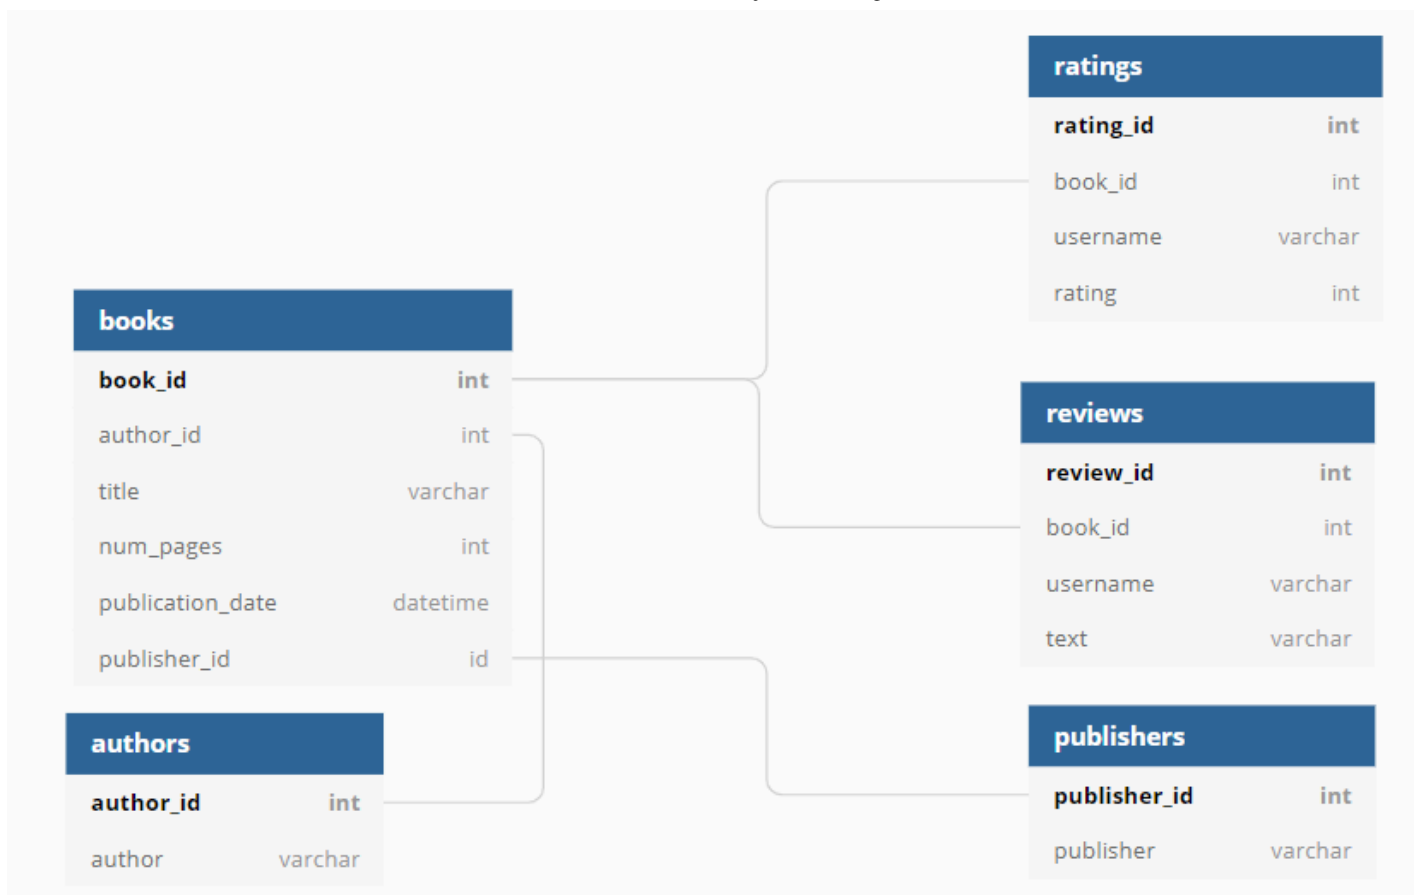 ratings
rating_id int
book_id int
username varchar
rating int
books
book_id int
author_id int
title varchar
num_pages int
publication_date datetime
publisher_id id
reviews
review_id int
book_id int
username varchar
text varchar
authors
author_id int
author varchar
publishers
publisher_id int
publisher varchar